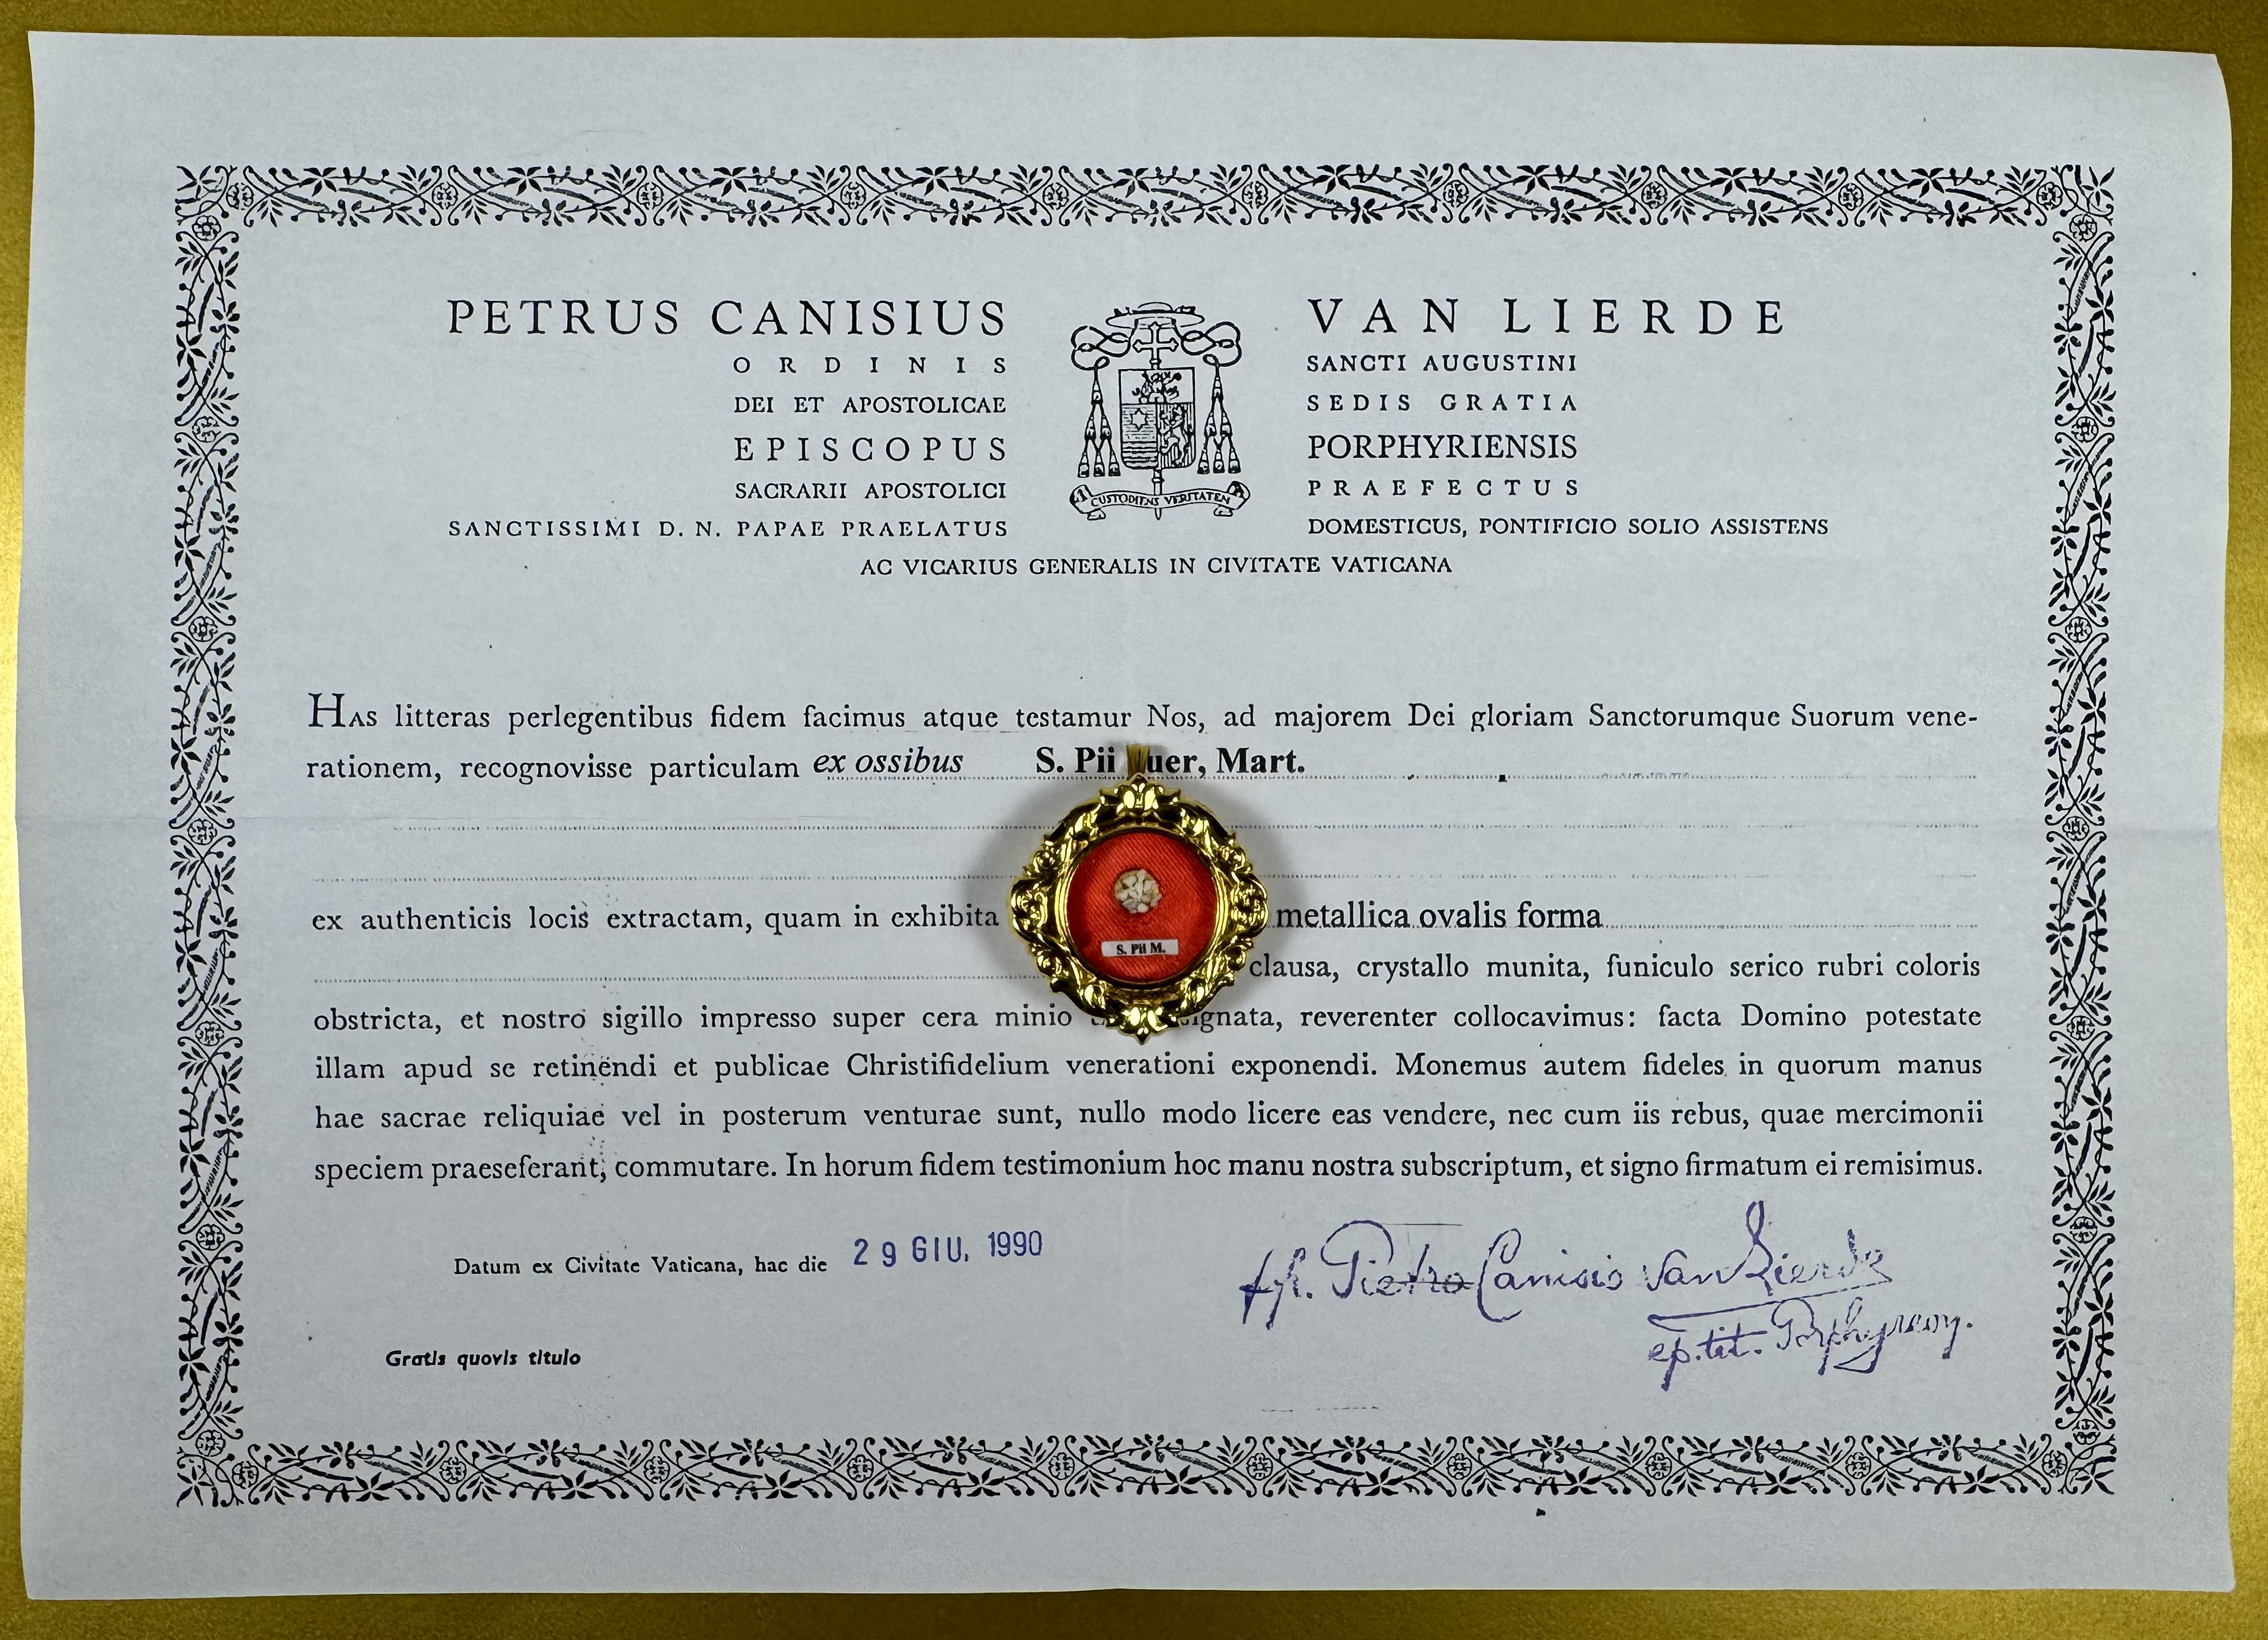 PETRUS CANISIUS VAN LIERDE
ORDINIS SANCTI AUGUSTINI
DEI ET APOSTOLICAE SEDIS GRATIA
EPISCOPUS PORPHYRIENSIS
SACRARII APOSTOLICI PRAEFECTUS
SANCTISSIMI D. N. PAPAE PRAELATUS DOMESTICUS, PONTIFICIO SOLIO ASSISTENS
CUSTODIENS VERITATEM
AC VICARIUS GENERALIS IN CIVITATE VATICANA
HAS litteras perlegentibus fidem facimus atque testamur Nos, ad majorem Dei gloriam Sanctorumque Suorum vene-
rationem, recognovisse particulam ex ossibus S. Pii uer, Mart.
ex authenticis locis extractam, quam in exhibita metallica ovalis forma
S. Pii M.
clausa, crystallo munita, funiculo serico rubri coloris
obstricta, et nostro sigillo impresso super cera minio ignata, reverenter collocavimus: facta Domino potestate
illam apud se retinendi et publicae Christifidelium venerationi exponendi. Monemus autem fideles in quorum manus
hae sacrae reliquiae vel in posterum venturae sunt, nullo modo licere eas vendere, nec cum iis rebus, quae mercimonii
speciem praeseferant, commutare. In horum fidem testimonium hoc manu nostra subscriptum, et signo firmatum ei remisimus.
Datum ex Civitate Vaticana, hac die 29 GIU. 1990
Pietro Canisio van Lierde
ep. tit. Porphyreon.
Gratis quovis titulo